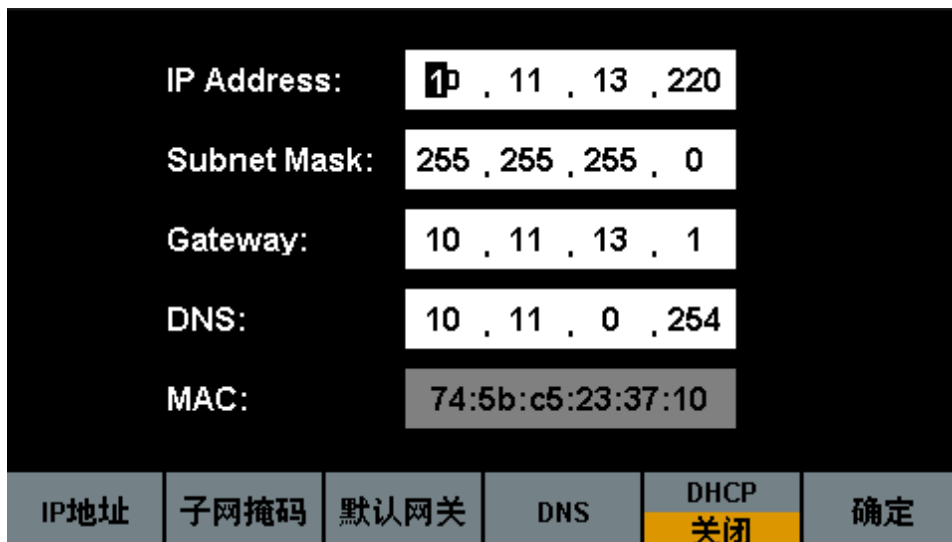 IP Address: 10 . 11 . 13 . 220
Subnet Mask: 255 . 255 . 255 . 0
Gateway: 10 . 11 . 13 . 1
DNS: 10 . 11 . 0 . 254
MAC: 74:5b:c5:23:37:10
IP地址 子网掩码 默认网关 DNS DHCP 确定
关闭